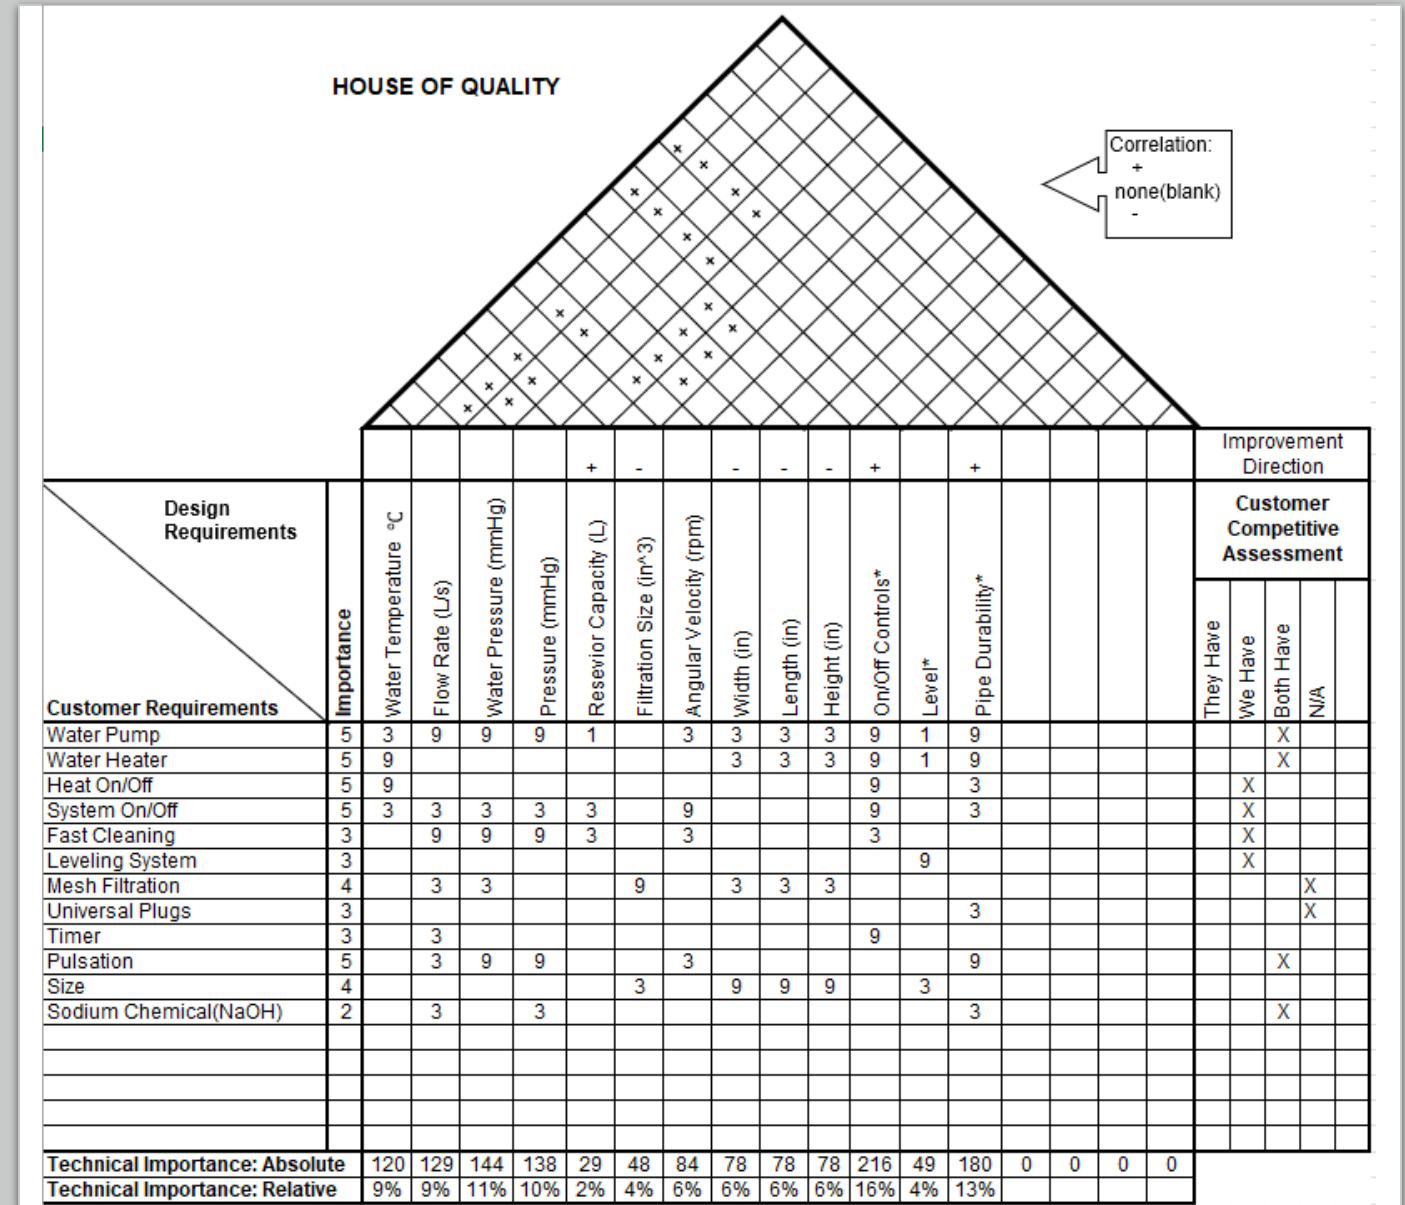 HOUSE OF QUALITY
Correlation:
+
none(blank)
-
+ - - - - + +
Improvement
Direction
Design
Requirements
Customer Requirements
Importance
Water Temperature °C
Flow Rate (L/s)
Water Pressure (mmHg)
Pressure (mmHg)
Resevior Capacity (L)
Filtration Size (in^3)
Angular Velocity (rpm)
Width (in)
Length (in)
Height (in)
On/Off Controls*
Level*
Pipe Durability*
Customer
Competitive
Assessment
They Have
We Have
Both Have
N/A
Water Pump 5 3 9 9 9 1 3 3 3 3 9 1 9 X
Water Heater 5 9 3 3 3 9 1 9 X
Heat On/Off 5 9 9 3 X
System On/Off 5 3 3 3 3 3 9 9 3 X
Fast Cleaning 3 9 9 9 3 3 3 X
Leveling System 3 9 X
Mesh Filtration 4 3 3 9 3 3 3 X
Universal Plugs 3 3 X
Timer 3 3 9
Pulsation 5 3 9 9 3 9 X
Size 4 3 9 9 9 3
Sodium Chemical(NaOH) 2 3 3 3 X
Technical Importance: Absolute 120 129 144 138 29 48 84 78 78 78 216 49 180 0 0 0 0
Technical Importance: Relative 9% 9% 11% 10% 2% 4% 6% 6% 6% 6% 16% 4% 13%